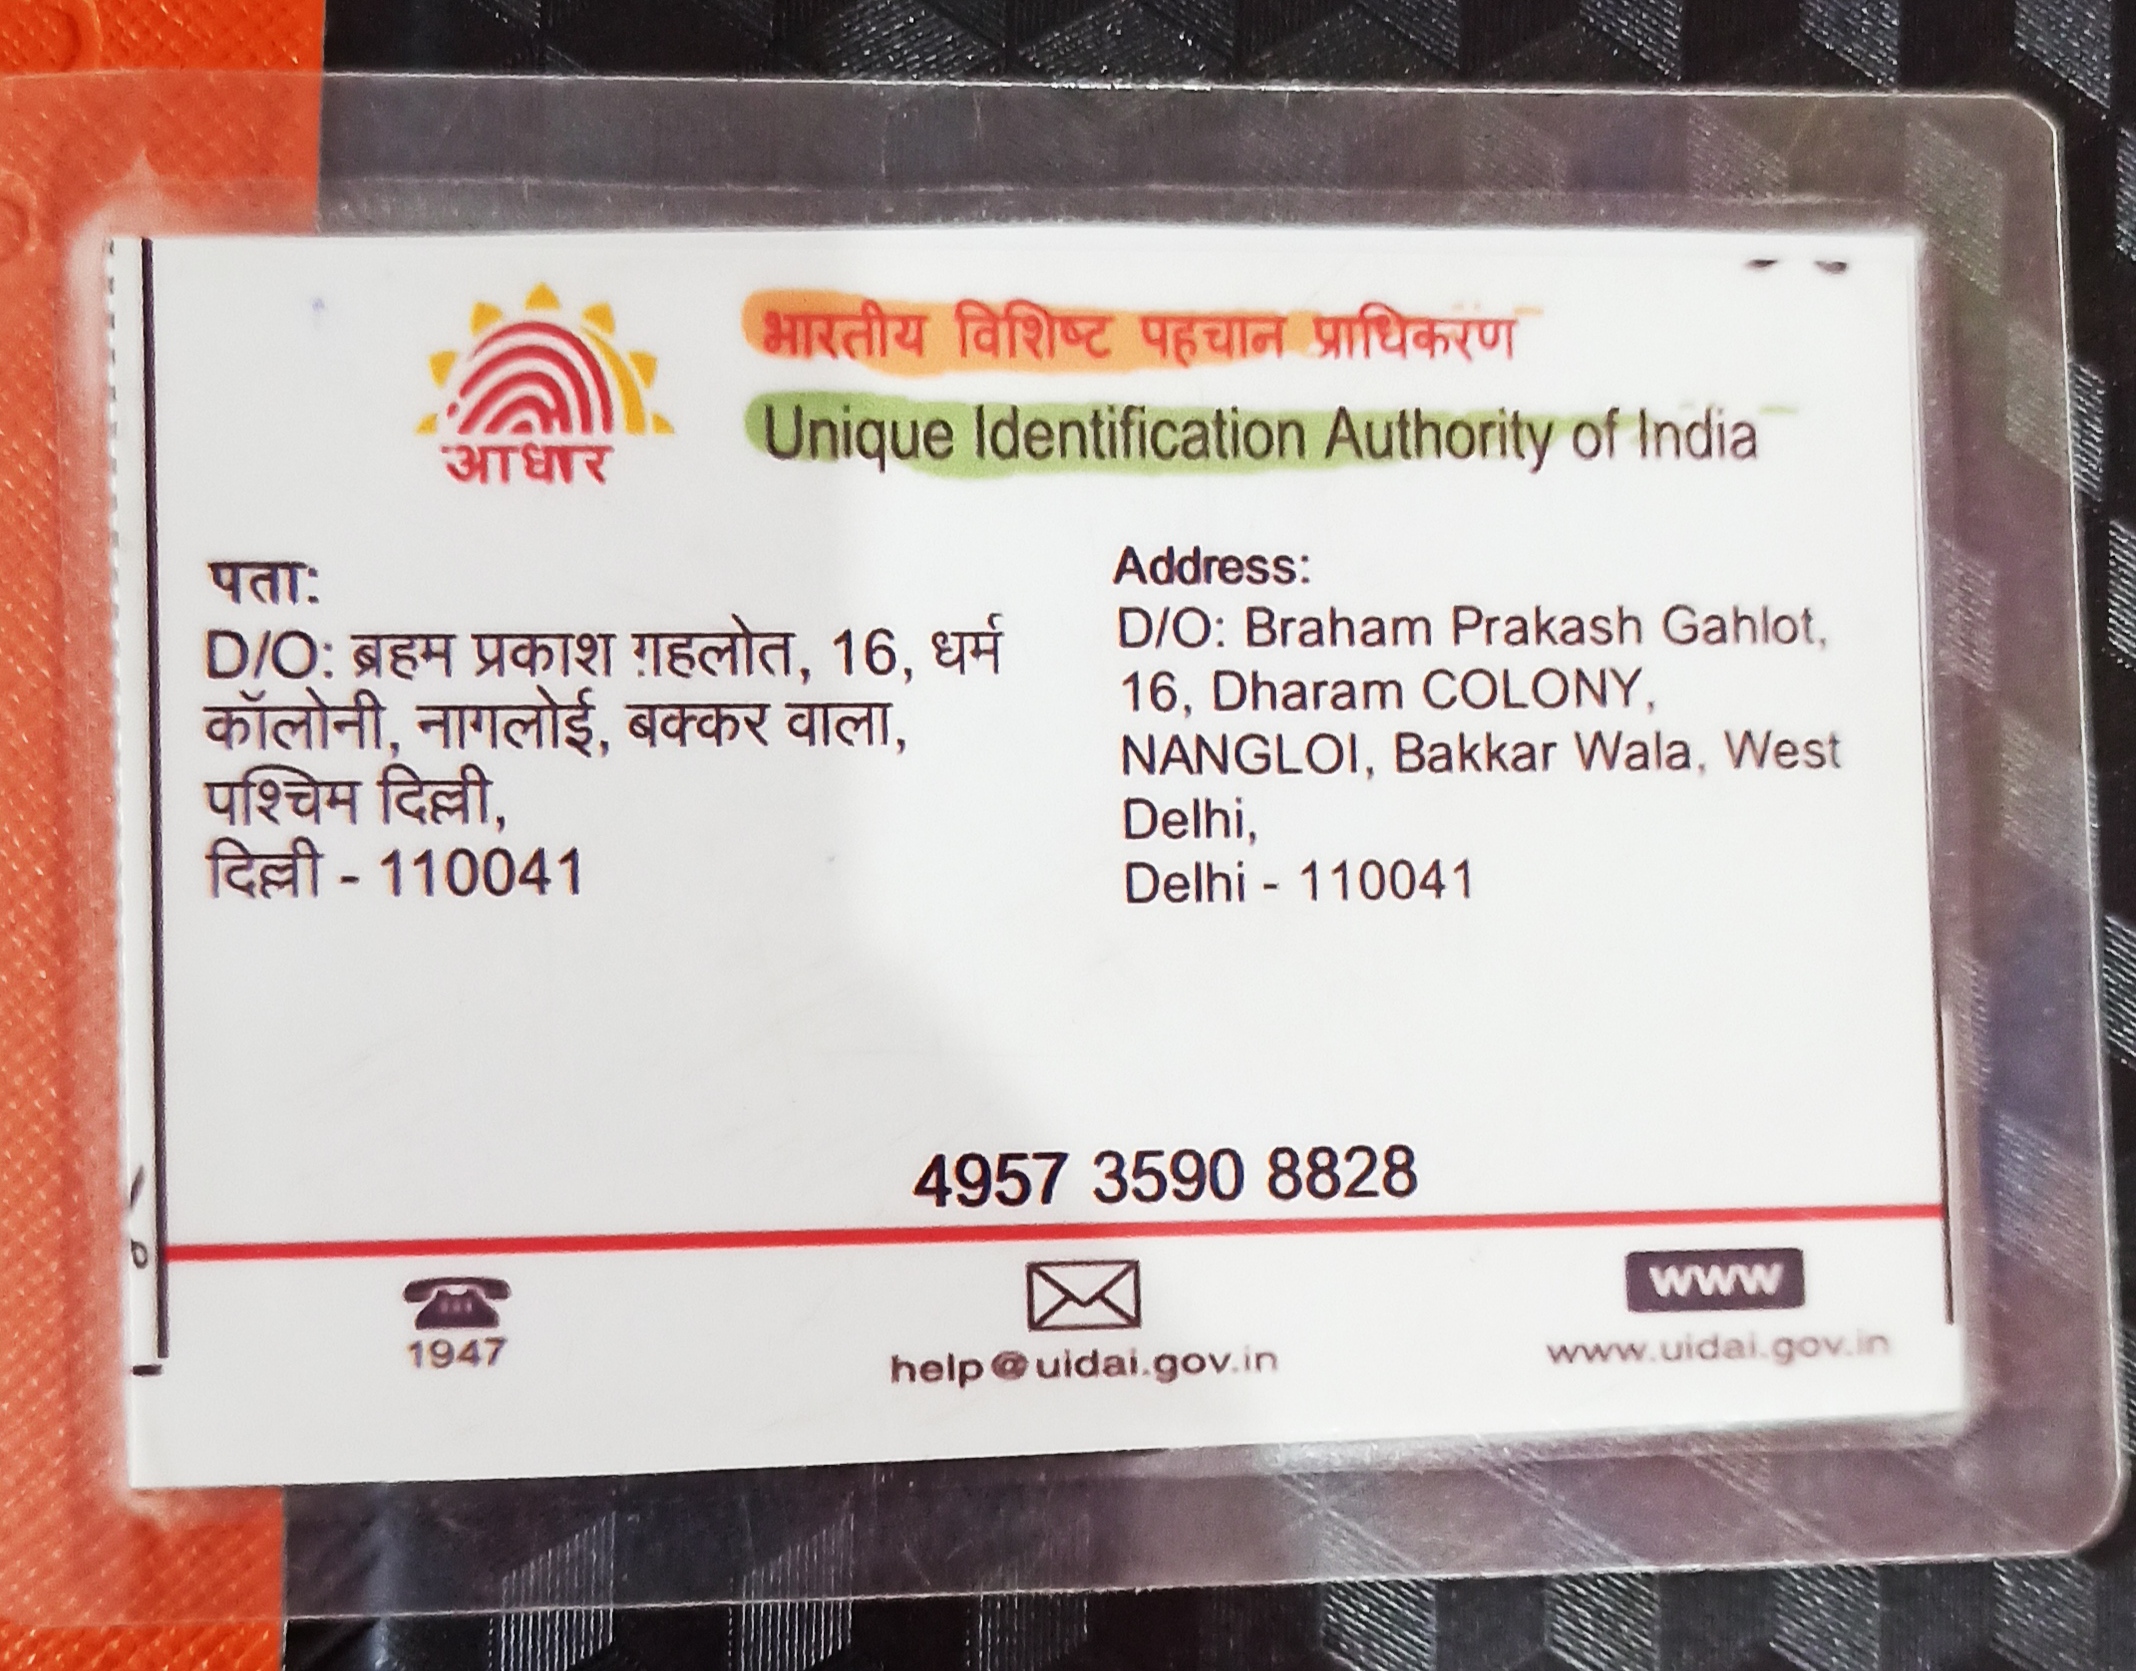 आधार
भारतीय विशिष्ट पहचान प्राधिकरण
Unique Identification Authority of India
पता:
D/O: ब्रहम प्रकाश ग़हलोत, 16, धर्म
कॉलोनी, नागलोई, बक्कर वाला,
पश्चिम दिल्ली,
दिल्ली - 110041
Address:
D/O: Braham Prakash Gahlot,
16, Dharam COLONY,
NANGLOI, Bakkar Wala, West
Delhi,
Delhi - 110041
4957 3590 8828
1947
help@uidai.gov.in
www
www.uidai.gov.in